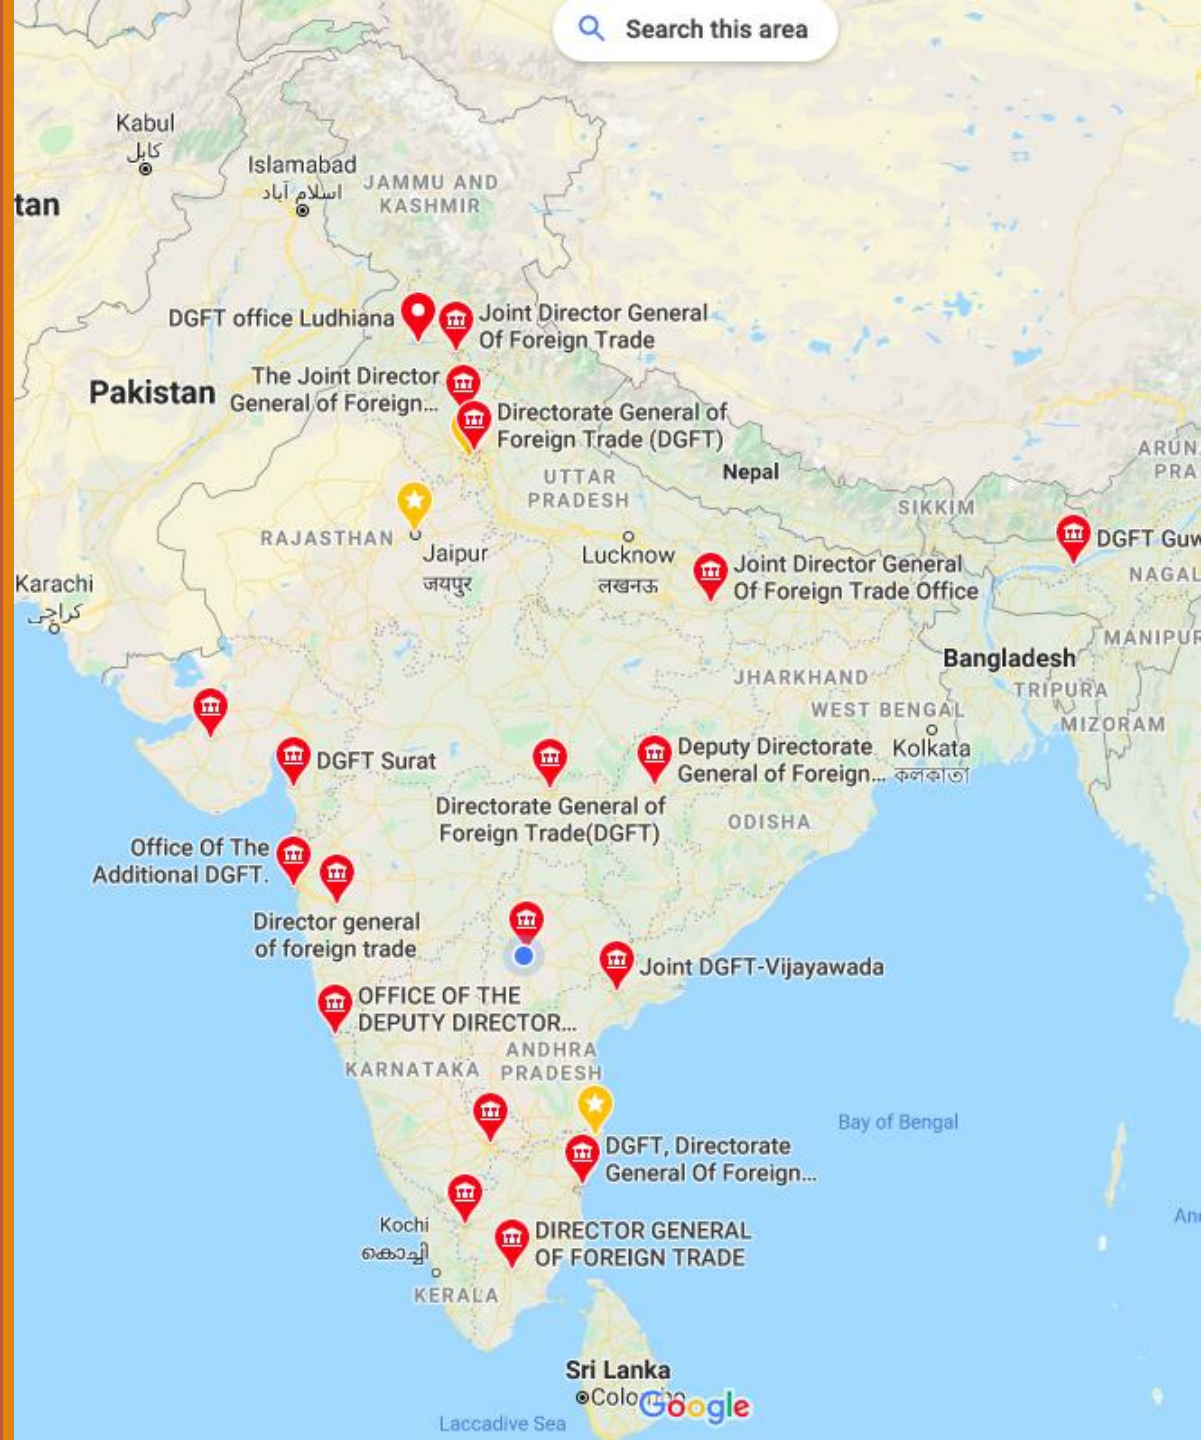 Search this area
Kabul
کابل
Islamabad
اسلام آباد
JAMMU AND
KASHMIR
tan
DGFT office Ludhiana
Joint Director General
Of Foreign Trade
Pakistan
The Joint Director
General of Foreign...
Directorate General of
Foreign Trade (DGFT)
UTTAR
PRADESH
Nepal
ARUN
PRA
SIKKIM
RAJASTHAN
Jaipur
जयपुर
Lucknow
लखनऊ
DGFT Guw
Joint Director General
Of Foreign Trade Office
NAGAL
Karachi
کراچی
MANIPUR
Bangladesh
JHARKHAND
TRIPURA
WEST BENGAL
MIZORAM
DGFT Surat
Deputy Directorate
General of Foreign...
Kolkata
কলকাতা
Directorate General of
Foreign Trade(DGFT)
ODISHA
Office Of The
Additional DGFT.
Director general
of foreign trade
Joint DGFT-Vijayawada
OFFICE OF THE
DEPUTY DIRECTOR...
KARNATAKA
ANDHRA
PRADESH
Bay of Bengal
DGFT, Directorate
General Of Foreign...
Kochi
കൊച്ചി
DIRECTOR GENERAL
OF FOREIGN TRADE
An
KERALA
Sri Lanka
Colombo
Google
Laccadive Sea